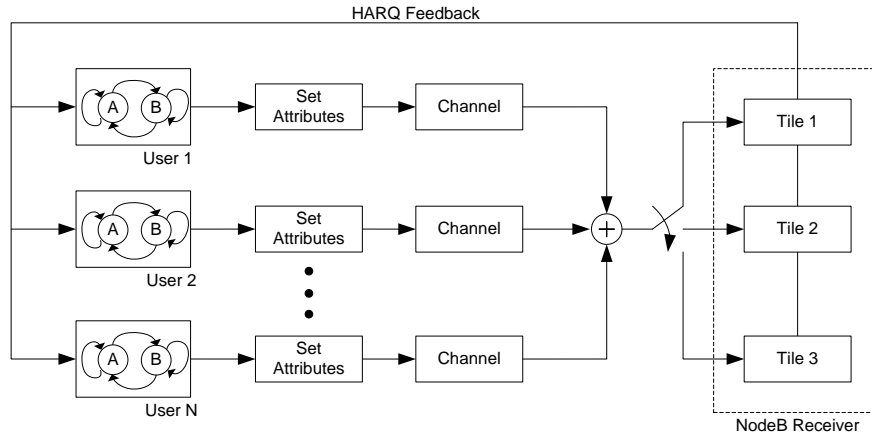 HARQ Feedback
A B
User 1
Set
Attributes
Channel
Tile 1
A B
User 2
Set
Attributes
Channel
+
Tile 2
A B
User N
Set
Attributes
Channel
Tile 3
NodeB Receiver